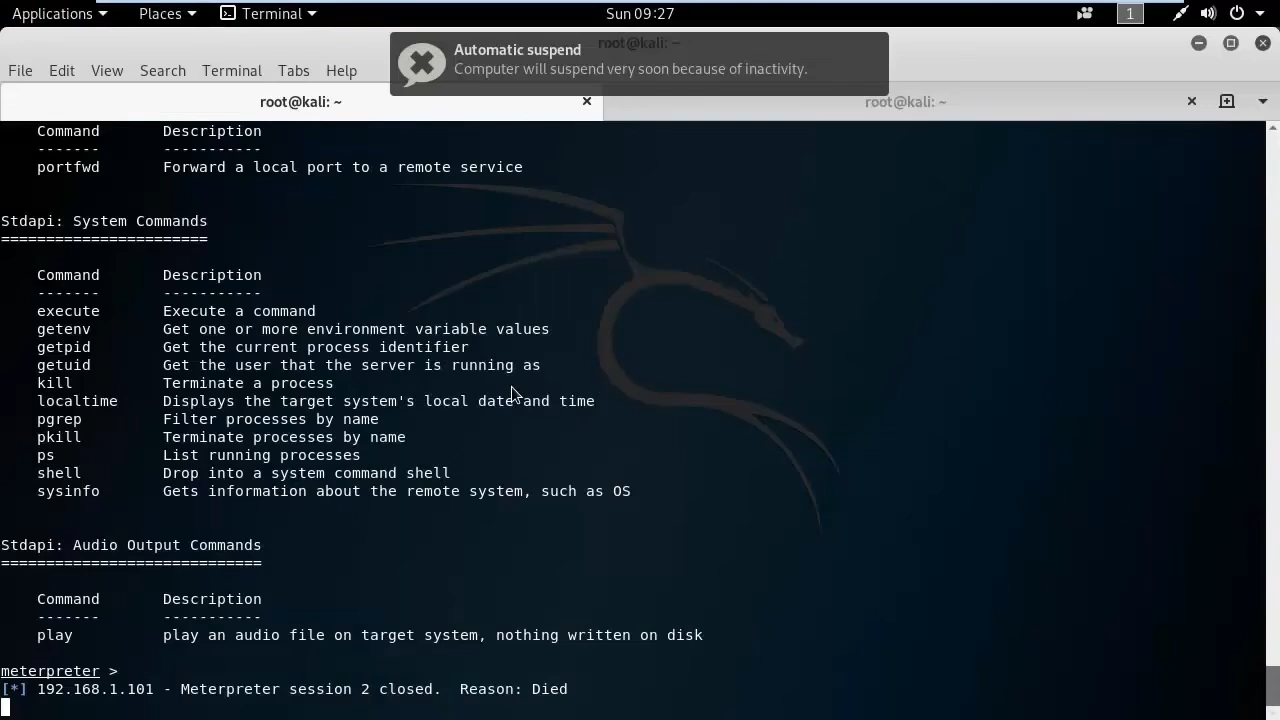 Applications Places Terminal Sun 09:27 1
root@kali: ~
Automatic suspend
Computer will suspend very soon because of inactivity.
File Edit View Search Terminal Tabs Help
root@kali: ~ root@kali: ~
Command Description
------- -----------
portfwd Forward a local port to a remote service
Stdapi: System Commands
=======================
Command Description
------- -----------
execute Execute a command
getenv Get one or more environment variable values
getpid Get the current process identifier
getuid Get the user that the server is running as
kill Terminate a process
localtime Displays the target system's local date and time
pgrep Filter processes by name
pkill Terminate processes by name
ps List running processes
shell Drop into a system command shell
sysinfo Gets information about the remote system, such as OS
Stdapi: Audio Output Commands
=============================
Command Description
------- -----------
play play an audio file on target system, nothing written on disk
meterpreter >
[*] 192.168.1.101 - Meterpreter session 2 closed.  Reason: Died